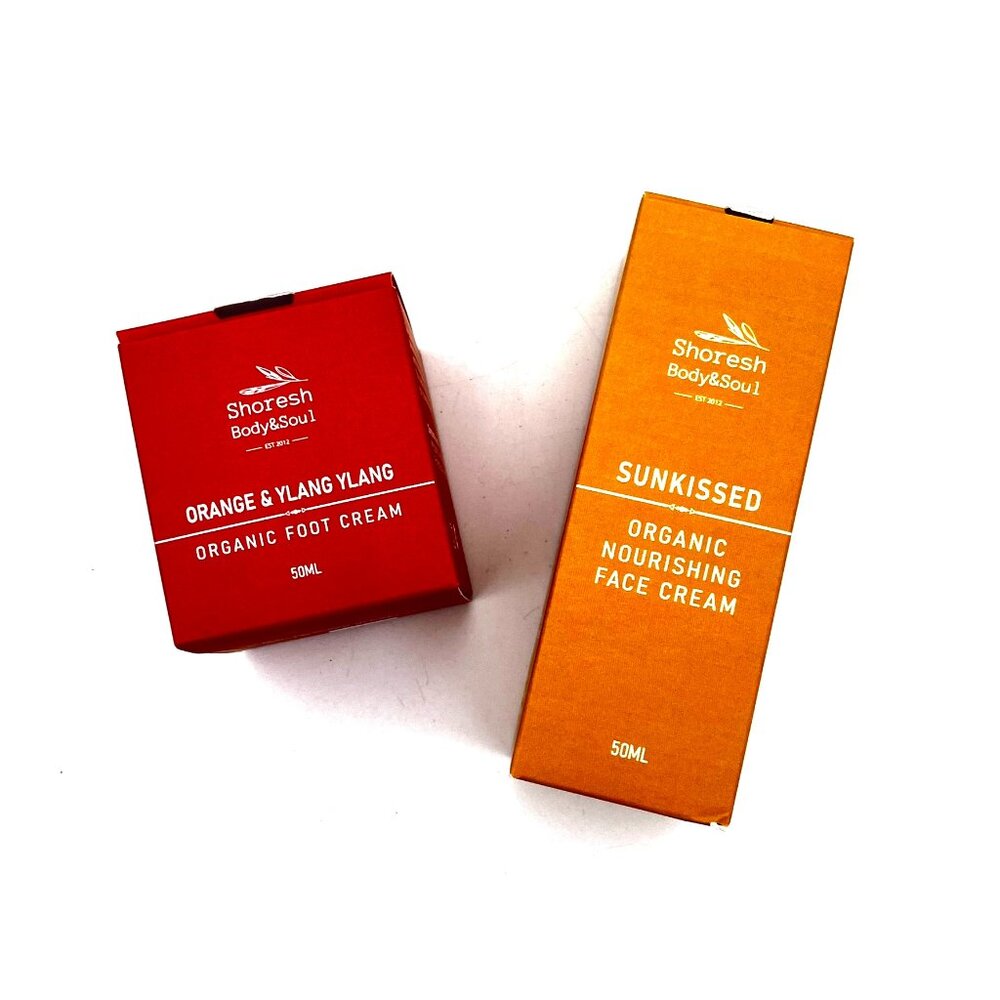 Shoresh
Body&Soul
EST 2012
ORANGE & YLANG YLANG
ORGANIC FOOT CREAM
50ML
Shoresh
Body&Soul
EST 2012
SUNKISSED
ORGANIC
NOURISHING
FACE CREAM
50ML